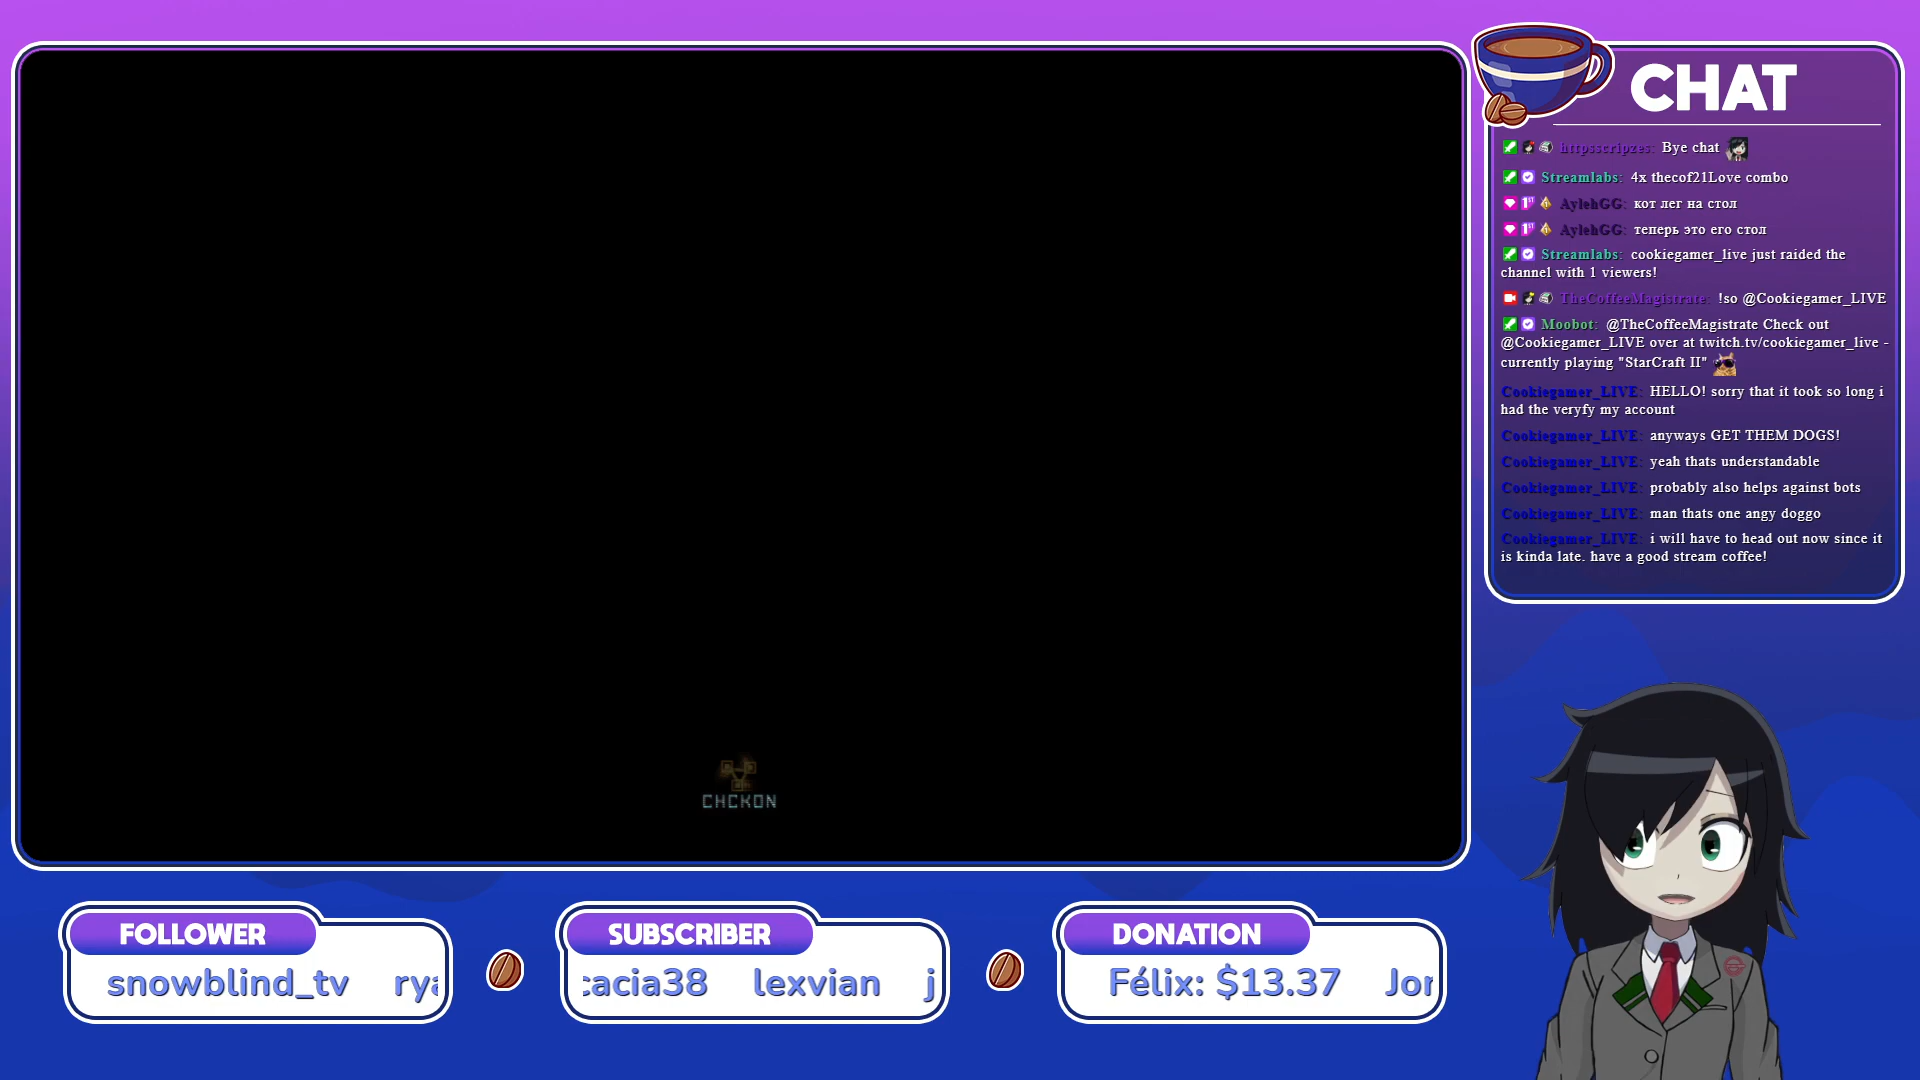 CHAT
httpsscripzes: Bye chat
Streamlabs: 4x thecof21Love combo
AylehGG: кот лег на стол
AylehGG: теперь это его стол
Streamlabs: cookiegamer_live just raided the
channel with 1 viewers!
TheCoffeeMagistrate: !so @Cookiegamer_LIVE
Moobot: @TheCoffeeMagistrate Check out
@Cookiegamer_LIVE over at twitch.tv/cookiegamer_live -
currently playing "StarCraft II"
Cookiegamer_LIVE: HELLO! sorry that it took so long i
had the veryfy my account
Cookiegamer_LIVE: anyways GET THEM DOGS!
Cookiegamer_LIVE: yeah thats understandable
Cookiegamer_LIVE: probably also helps against bots
Cookiegamer_LIVE: man thats one angy doggo
Cookiegamer_LIVE: i will have to head out now since it
is kinda late. have a good stream coffee!
CHCKON
FOLLOWER
snowblind_tv rya
SUBSCRIBER
cacia38 lexvian j
DONATION
Félix: $13.37 Jor